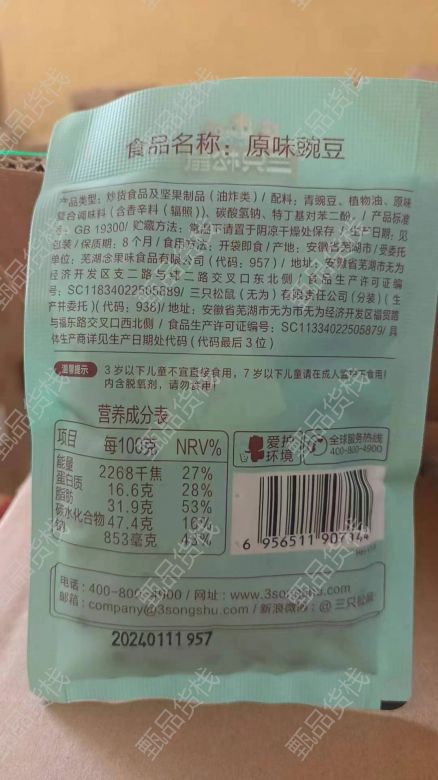 食品名称：原味豌豆
产品类型：炒货食品及坚果制品（油炸类）/ 配料：青豌豆、植物油、原味
复合调味料（含香辛料（辐照））、碳酸氢钠、特丁基对苯二酚，/ 产品标准
号：GB 19300/ 贮藏方法：常温下请置于阴凉干燥处保存 / 生产日期：见
包装 / 保质期：8个月 / 食用方法：开袋即食 / 产地：安徽省芜湖市/ 受委托
单位：芜湖念果味食品有限公司（代码：957）/ 地址：安徽省芜湖市无为
经济开发区支二路与纬二路交叉口东北侧 / 食品生产许可证编
号：SC11834022505889/ 三只松鼠（无为）有限责任公司（分装）（生
产并委托）（代码：938)/ 地址：安徽省芜湖市无为市无为经济开发区福奥路
与福东路交叉口西北侧 / 食品生产许可证编号：SC11334022505879/ 具
体生产商详见生产日期处代码（代码最后3位）
温馨提示
3岁以下儿童不宜直接食用，7岁以下儿童请在成人监护下食用！
内含脱氧剂，请勿食用！
营养成分表
项目 每100克 NRV%
能量 2268千焦 27%
蛋白质 16.6克 28%
脂肪 31.9克 53%
碳水化合物 47.4克 16%
钠 853毫克 43%
爱护
环境
全球服务热线
400-800-4900
6 956511 907144
电话：400-800-4900 / 网址：www.3songshu.com
邮箱：company@3songshu.com / 新浪微博：@三只松鼠
20240111 957
甄品货栈